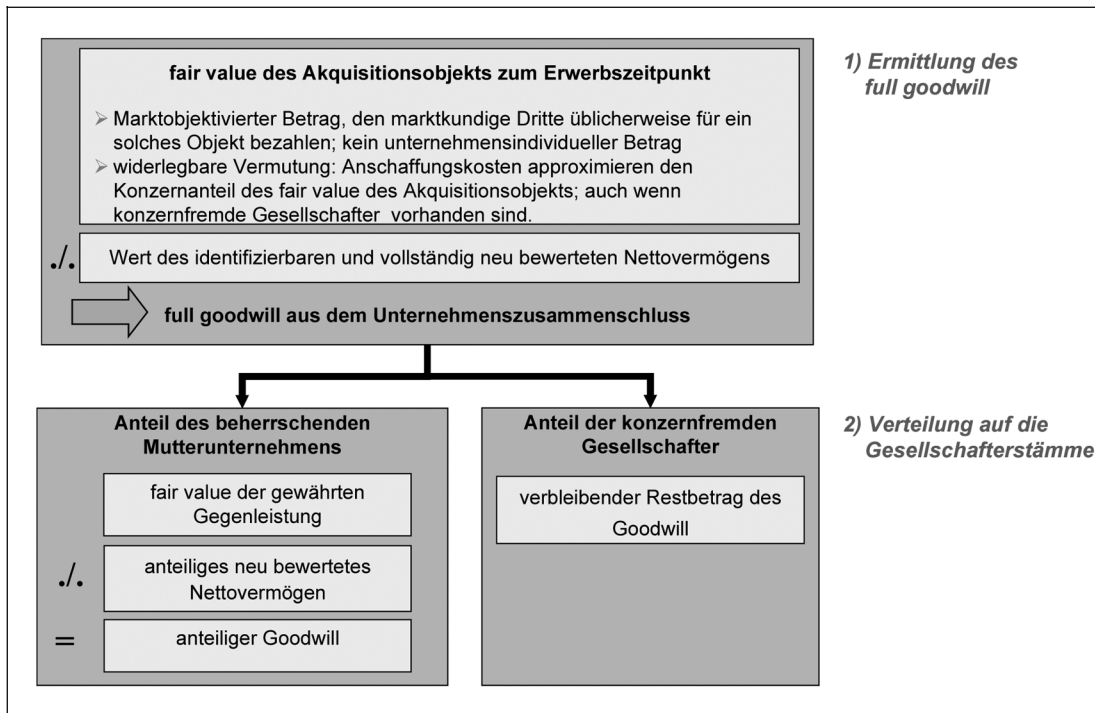 fair value des Akquisitionsobjekts zum Erwerbszeitpunkt
Marktobjektivierter Betrag, den marktkundige Dritte üblicherweise für ein
solches Objekt bezahlen; kein unternehmensindividueller Betrag
widerlegbare Vermutung: Anschaffungskosten approximieren den
Konzernanteil des fair value des Akquisitionsobjekts; auch wenn
konzernfremde Gesellschafter vorhanden sind.
./.
Wert des identifizierbaren und vollständig neu bewerteten Nettovermögens
full goodwill aus dem Unternehmenszusammenschluss
1) Ermittlung des
full goodwill
Anteil des beherrschenden
Mutterunternehmens
fair value der gewährten
Gegenleistung
./.
anteiliges neu bewertetes
Nettovermögen
=
anteiliger Goodwill
Anteil der konzernfremden
Gesellschafter
verbleibender Restbetrag des
Goodwill
2) Verteilung auf die
Gesellschafterstämme